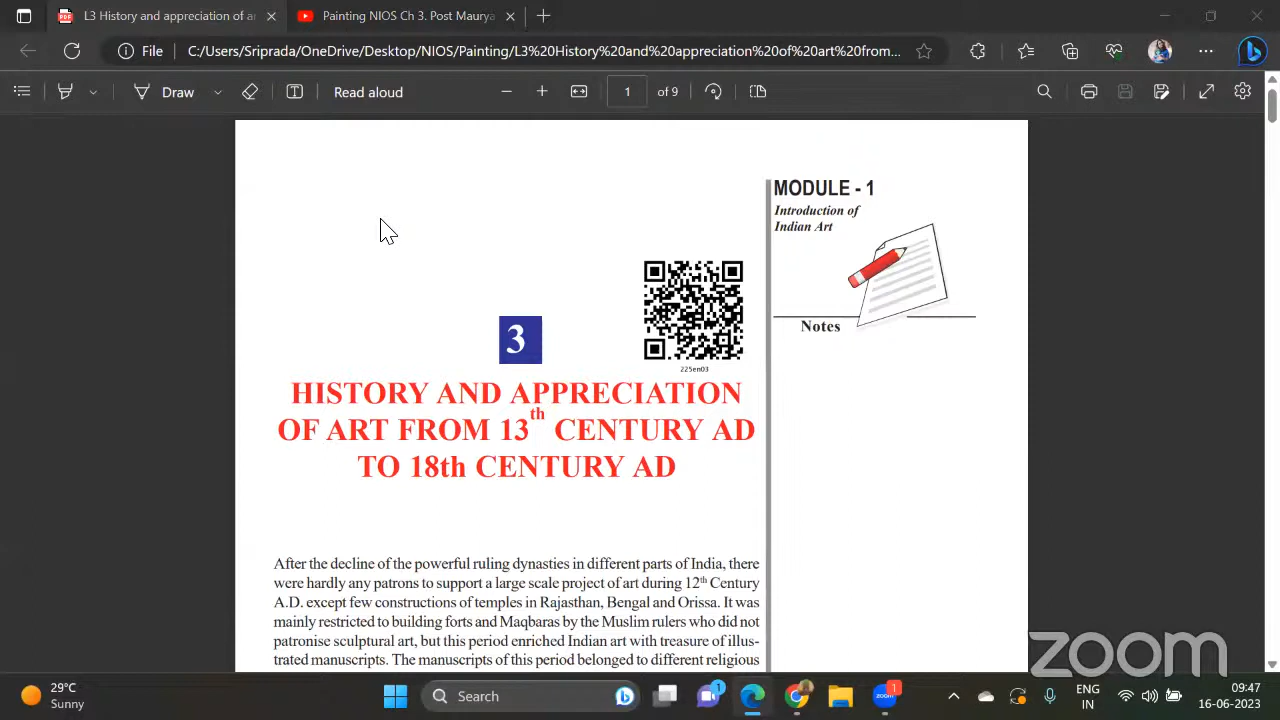 L3 History and appreciation of ar
Painting NIOS Ch 3. Post Maurya
File
C:/Users/Sriprada/OneDrive/Desktop/NIOS/Painting/L3%20History%20and%20appreciation%20of%20art%20from...
Draw
Read aloud
1 of 9
MODULE - 1
Introduction of
Indian Art
Notes
225en03
3
HISTORY AND APPRECIATION
OF ART FROM 13th CENTURY AD
TO 18th CENTURY AD
After the decline of the powerful ruling dynasties in different parts of India, there
were hardly any patrons to support a large scale project of art during 12th Century
A.D. except few constructions of temples in Rajasthan, Bengal and Orissa. It was
mainly restricted to building forts and Maqbaras by the Muslim rulers who did not
patronise sculptural art, but this period enriched Indian art with treasure of illus-
trated manuscripts. The manuscripts of this period belonged to different religious
zoom
29°C
Sunny
Search
1
zoom
1
ENG
IN
09:47
16-06-2023